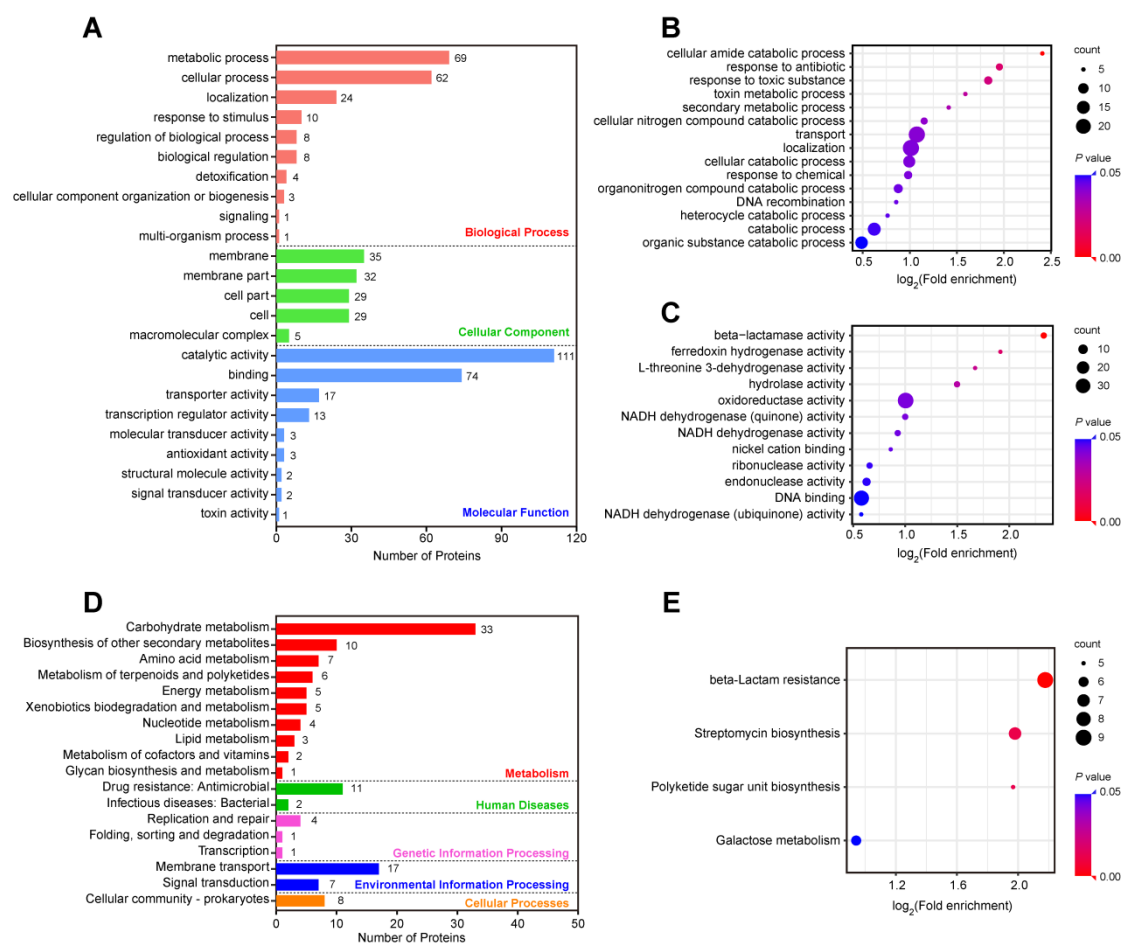 A
metabolic process 69
cellular process 62
localization 24
response to stimulus 10
regulation of biological process 8
biological regulation 8
detoxification 4
cellular component organization or biogenesis 3
signaling 1
multi-organism process 1
Biological Process
membrane 35
membrane part 32
cell part 29
cell 29
macromolecular complex 5
Cellular Component
catalytic activity 111
binding 74
transporter activity 17
transcription regulator activity 13
molecular transducer activity 3
antioxidant activity 3
structural molecule activity 2
signal transducer activity 2
toxin activity 1
Molecular Function
0 30 60 90 120
Number of Proteins
B
cellular amide catabolic process
response to antibiotic
response to toxic substance
toxin metabolic process
secondary metabolic process
cellular nitrogen compound catabolic process
transport
localization
cellular catabolic process
response to chemical
organonitrogen compound catabolic process
DNA recombination
heterocycle catabolic process
catabolic process
organic substance catabolic process
0.5 1.0 1.5 2.0 2.5
log2(Fold enrichment)
count
5
10
15
20
P value
0.05
0.00
C
beta−lactamase activity
ferredoxin hydrogenase activity
L-threonine 3-dehydrogenase activity
hydrolase activity
oxidoreductase activity
NADH dehydrogenase (quinone) activity
NADH dehydrogenase activity
nickel cation binding
ribonuclease activity
endonuclease activity
DNA binding
NADH dehydrogenase (ubiquinone) activity
0.5 1.0 1.5 2.0
log2(Fold enrichment)
count
10
20
30
P value
0.05
0.00
D
Carbohydrate metabolism 33
Biosynthesis of other secondary metabolites 10
Amino acid metabolism 7
Metabolism of terpenoids and polyketides 6
Energy metabolism 5
Xenobiotics biodegradation and metabolism 5
Nucleotide metabolism 4
Lipid metabolism 3
Metabolism of cofactors and vitamins 2
Glycan biosynthesis and metabolism 1
Metabolism
Drug resistance: Antimicrobial 11
Infectious diseases: Bacterial 2
Human Diseases
Replication and repair 4
Folding, sorting and degradation 1
Transcription 1
Genetic Information Processing
Membrane transport 17
Signal transduction 7
Environmental Information Processing
Cellular community - prokaryotes 8
Cellular Processes
0 10 20 30 40 50
Number of Proteins
E
beta-Lactam resistance
Streptomycin biosynthesis
Polyketide sugar unit biosynthesis
Galactose metabolism
1.2 1.6 2.0
log2(Fold enrichment)
count
5
6
7
8
9
P value
0.05
0.00